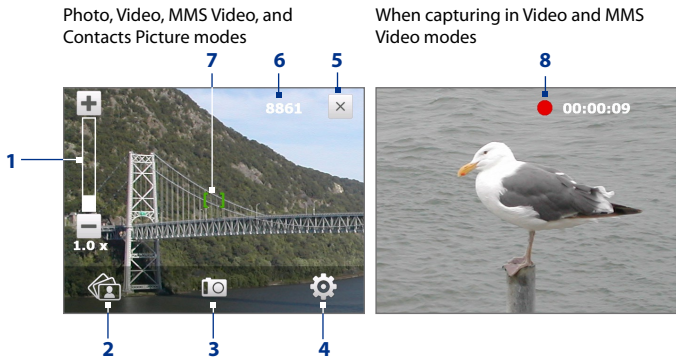 Photo, Video, MMS Video, and
Contacts Picture modes
When capturing in Video and MMS
Video modes
7
6
5
8
8861
00:00:09
1
1.0 x
2
3
4